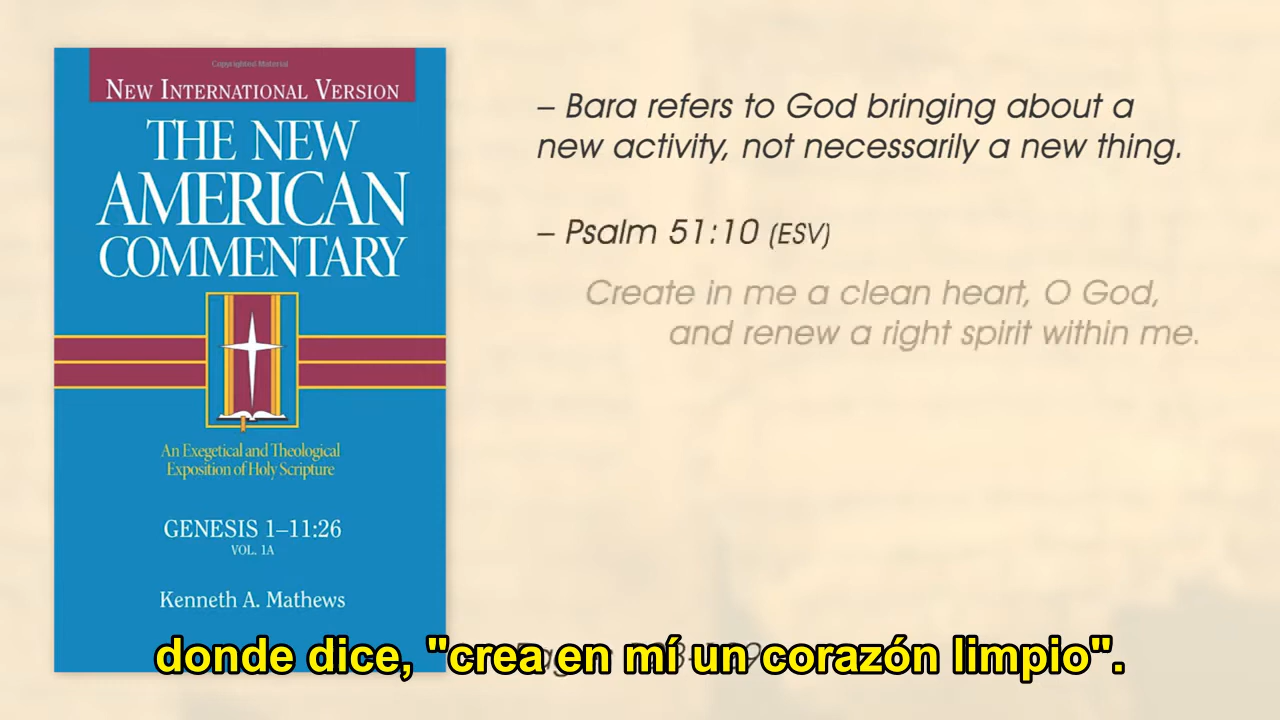 Copyrighted Material
NEW INTERNATIONAL VERSION
THE NEW
AMERICAN
COMMENTARY
An Exegetical and Theological
Exposition of Holy Scripture
GENESIS 1–11:26
VOL. 1A
Kenneth A. Mathews
– Bara refers to God bringing about a
new activity, not necessarily a new thing.
– Psalm 51:10 (ESV)
Create in me a clean heart, O God,
and renew a right spirit within me.
donde dice, "crea en mí un corazón limpio".